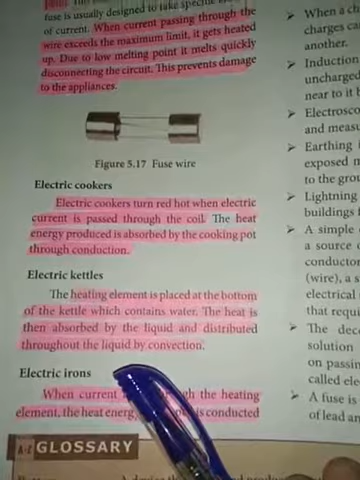 fuse is usually designed to take specific
of current. When current passing through the
wire exceeds the maximum limit, it gets heated
up. Due to low melting point it melts quickly
disconnecting the circuit. This prevents damage
to the appliances.
Figure 5.17 Fuse wire
Electric cookers
Electric cookers turn red hot when electric
current is passed through the coil. The heat
energy produced is absorbed by the cooking pot
through conduction.
Electric kettles
The heating element is placed at the bottom
of the kettle which contains water. The heat is
then absorbed by the liquid and distributed
throughout the liquid by convection.
Electric irons
When current the heating
element, the heat is conducted
A-Z GLOSSARY
➤ When a ch
charges ca
another.
➤ Induction
uncharged
near to it b
➤ Electrosco
and measu
➤ Earthing i
exposed m
to the grou
➤ Lightning
buildings f
➤ A simple
a source o
conductor
(wire), a s
electrical
that requi
➤ The dec
solution
on passin
called ele
➤ A fuse is
of lead an